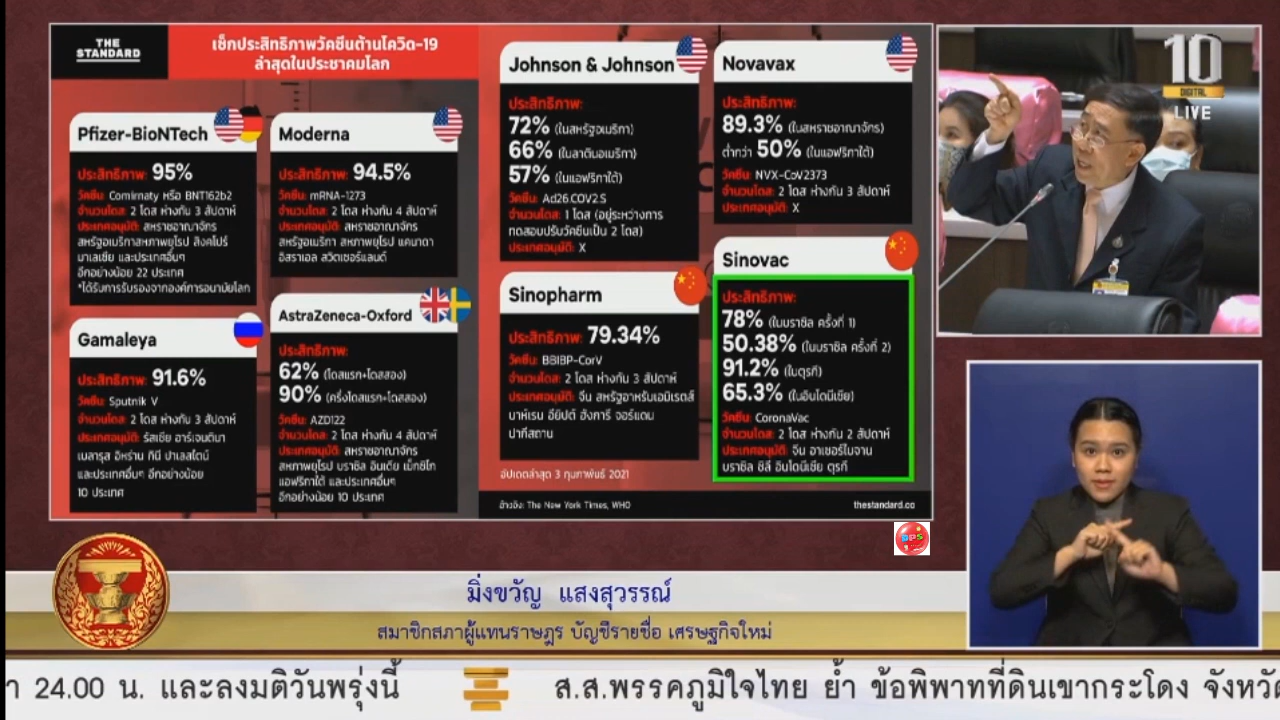 THE
STANDARD
เช็กประสิทธิภาพวัคซีนต้านโควิด-19
ล่าสุดในประชาคมโลก
Pfizer-BioNTech
ประสิทธิภาพ: 95%
วัคซีน: Comirnaty หรือ BNT162b2
จำนวนโดส: 2 โดส ห่างกัน 3 สัปดาห์
ประเทศอนุมัติ: สหราชอาณาจักร
สหรัฐอเมริกาสหภาพยุโรป สิงคโปร์
มาเลเซีย และประเทศอื่นๆ
อีกอย่างน้อย 22 ประเทศ
*ได้รับการรับรองจากองค์การอนามัยโลก
Moderna
ประสิทธิภาพ: 94.5%
วัคซีน: mRNA-1273
จำนวนโดส: 2 โดส ห่างกัน 4 สัปดาห์
ประเทศอนุมัติ: สหราชอาณาจักร
สหรัฐอเมริกา สหภาพยุโรป แคนาดา
อิสราเอล สวิตเซอร์แลนด์
Gamaleya
ประสิทธิภาพ: 91.6%
วัคซีน: Sputnik V
จำนวนโดส: 2 โดส ห่างกัน 3 สัปดาห์
ประเทศอนุมัติ: รัสเซีย อาร์เจนตินา
เบลารุส อิหร่าน กินี ปาเลสไตน์
และประเทศอื่นๆ อีกอย่างน้อย
10 ประเทศ
AstraZeneca-Oxford
ประสิทธิภาพ:
62% (โดสแรก+โดสสอง)
90% (ครึ่งโดสแรก+โดสสอง)
วัคซีน: AZD122
จำนวนโดส: 2 โดส ห่างกัน 4 สัปดาห์
ประเทศอนุมัติ: สหราชอาณาจักร
สหภาพยุโรป บราซิล อินเดีย เม็กซิโก
แอฟริกาใต้ และประเทศอื่นๆ
อีกอย่างน้อย 10 ประเทศ
Johnson & Johnson
ประสิทธิภาพ:
72% (ในสหรัฐอเมริกา)
66% (ในลาตินอเมริกา)
57% (ในแอฟริกาใต้)
วัคซีน: Ad26.COV2.S
จำนวนโดส: 1 โดส (อยู่ระหว่างการ
ทดสอบปรับวัคซีนเป็น 2 โดส)
ประเทศอนุมัติ: X
Novavax
ประสิทธิภาพ:
89.3% (ในสหราชอาณาจักร)
ต่ำกว่า 50% (ในแอฟริกาใต้)
วัคซีน: NVX-CoV2373
จำนวนโดส: 2 โดส ห่างกัน 3 สัปดาห์
ประเทศอนุมัติ: X
Sinopharm
ประสิทธิภาพ: 79.34%
วัคซีน: BBIBP-CorV
จำนวนโดส: 2 โดส ห่างกัน 3 สัปดาห์
ประเทศอนุมัติ: จีน สหรัฐอาหรับเอมิเรตส์
บาห์เรน อียิปต์ ฮังการี จอร์แดน
ปากีสถาน
Sinovac
ประสิทธิภาพ:
78% (ในบราซิล ครั้งที่ 1)
50.38% (ในบราซิล ครั้งที่ 2)
91.2% (ในตุรกี)
65.3% (ในอินโดนีเซีย)
วัคซีน: CoronaVac
จำนวนโดส: 2 โดส ห่างกัน 2 สัปดาห์
ประเทศอนุมัติ: จีน อาเซอร์ไบจาน
บราซิล ชิลี อินโดนีเซีย ตุรกี
อัปเดตล่าสุด 3 กุมภาพันธ์ 2021
อ้างอิง: The New York Times, WHO
thestandard.co
10
DIGITAL
LIVE
DPS
มิ่งขวัญ แสงสุวรรณ์
สมาชิกสภาผู้แทนราษฎร บัญชีรายชื่อ เศรษฐกิจใหม่
า 24.00 น. และลงมติวันพรุ่งนี้
ส.ส.พรรคภูมิใจไทย ย้ำ ข้อพิพาทที่ดินเขากระโดง จังหวัด